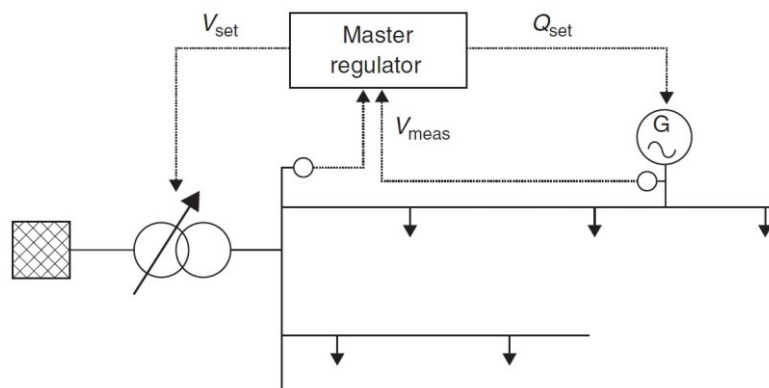 V_set
Master
regulator
Q_set
V_meas
G